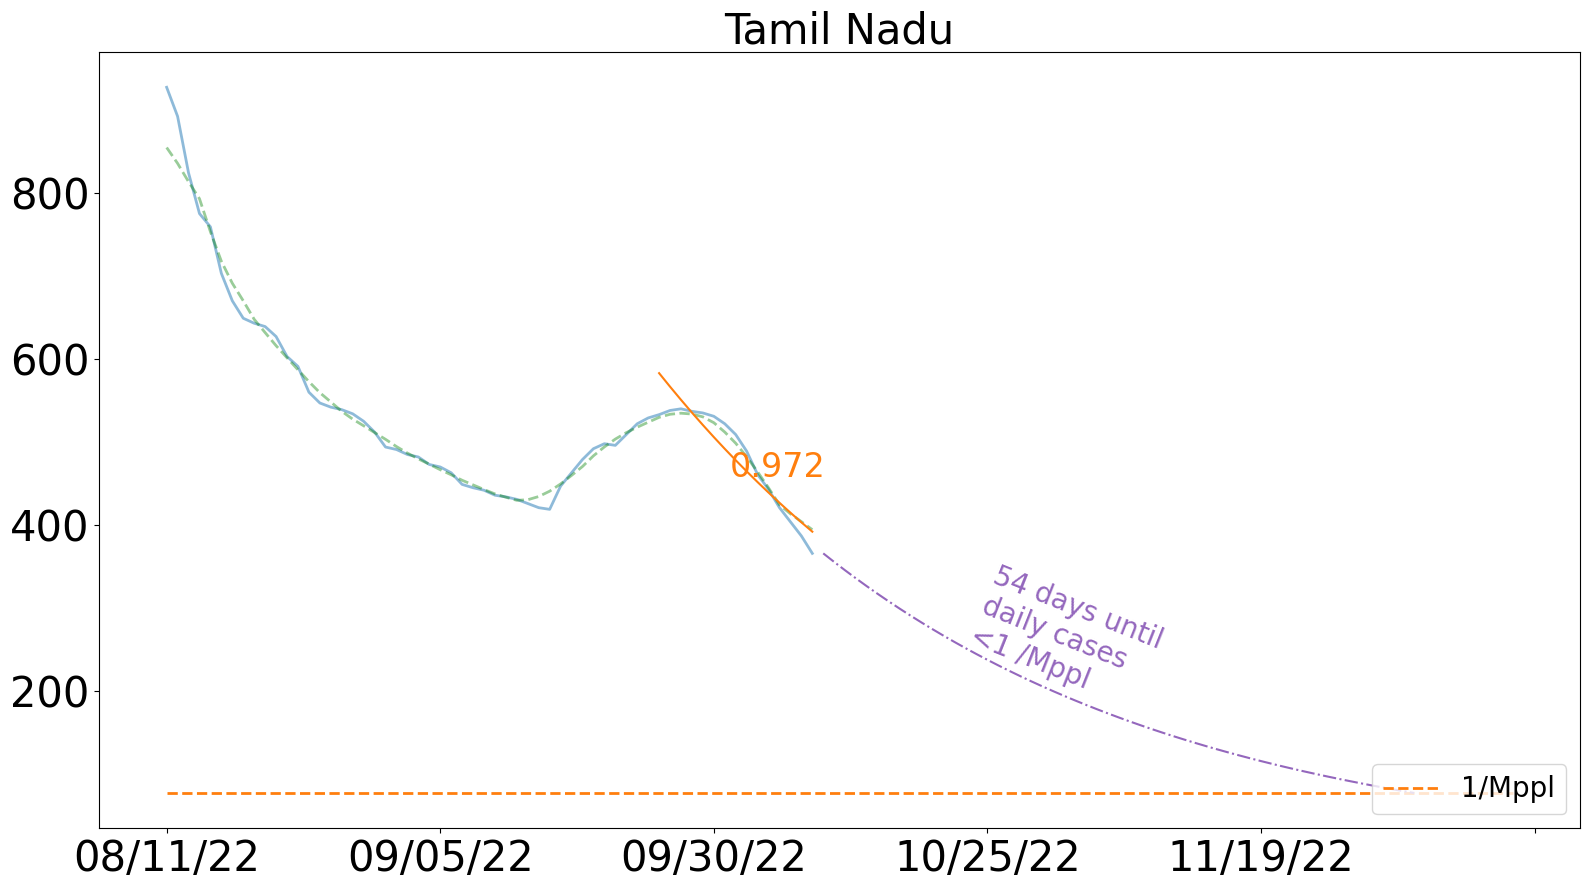 Tamil Nadu
800
600
400
200
0.972
54 days until
daily cases
<1 /Mppl
1/Mppl
08/11/22 09/05/22 09/30/22 10/25/22 11/19/22